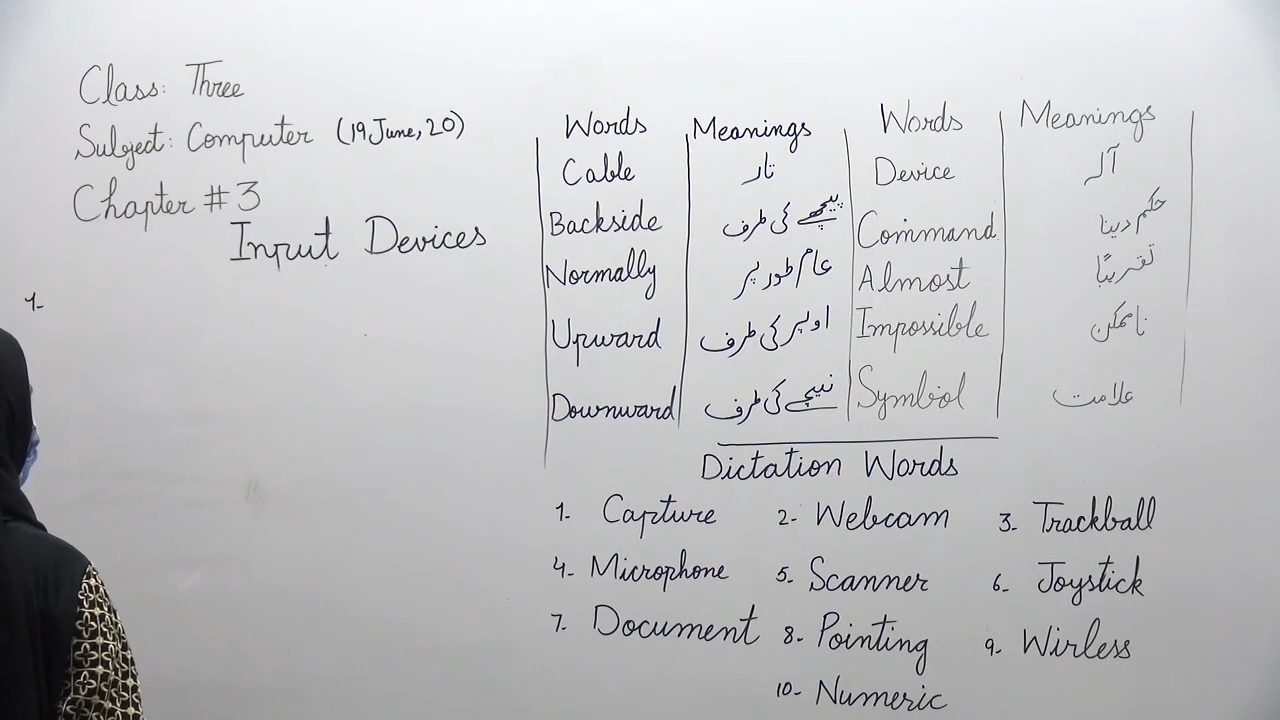 Class: Three
Subject: Computer (19 June, 20)
Chapter # 3
Input Devices
1-
Words Meanings Words Meanings
Cable تار Device آلہ
Backside پیچھے کی طرف Command حکم دینا
Normally عام طور پر Almost تقریباً
Upward اوپر کی طرف Impossible ناممکن
Downward نیچے کی طرف Symbol علامت
Dictation Words
1- Capture 2- Webcam 3- Trackball
4- Microphone 5- Scanner 6- Joystick
7- Document 8- Pointing 9- Wirless
10- Numeric